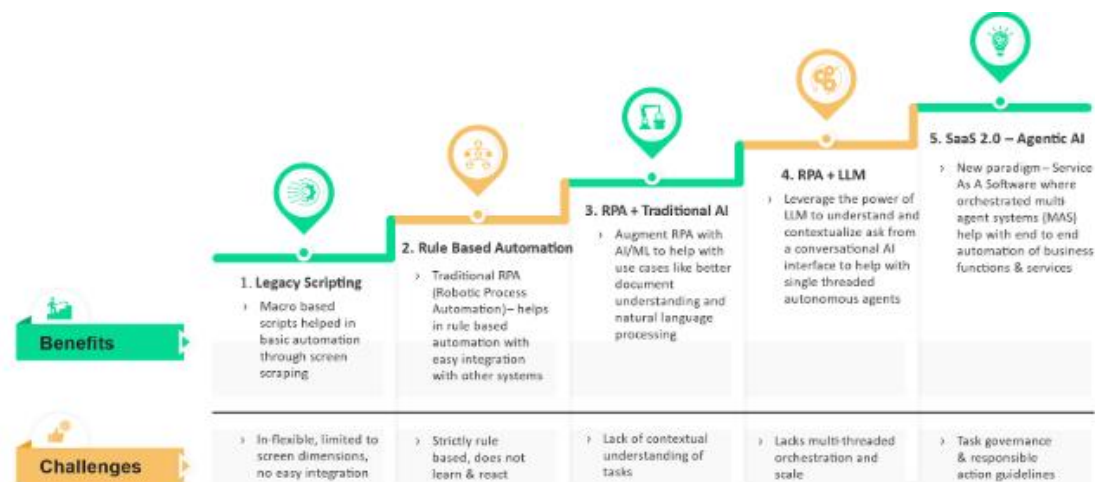 1. Legacy Scripting
› Macro based
scripts helped in
basic automation
through screen
scraping
2. Rule Based Automation
› Traditional RPA
(Robotic Process
Automation)– helps
in rule based
automation with
easy integration
with other systems
3. RPA + Traditional AI
› Augment RPA with
AI/ML to help with
use cases like better
document
understanding and
natural language
processing
4. RPA + LLM
› Leverage the power of
LLM to understand and
contextualize ask from
a conversational AI
interface to help with
single threaded
autonomous agents
5. SaaS 2.0 – Agentic AI
› New paradigm – Service
As A Software where
orchestrated multi
agent systems (MAS)
help with end to end
automation of business
functions & services
Benefits
Challenges
› In-flexible, limited to
screen dimensions,
no easy integration
› Strictly rule
based, does not
learn & react
› Lack of contextual
understanding of
tasks
› Lacks multi-threaded
orchestration and
scale
› Task governance
& responsible
action guidelines